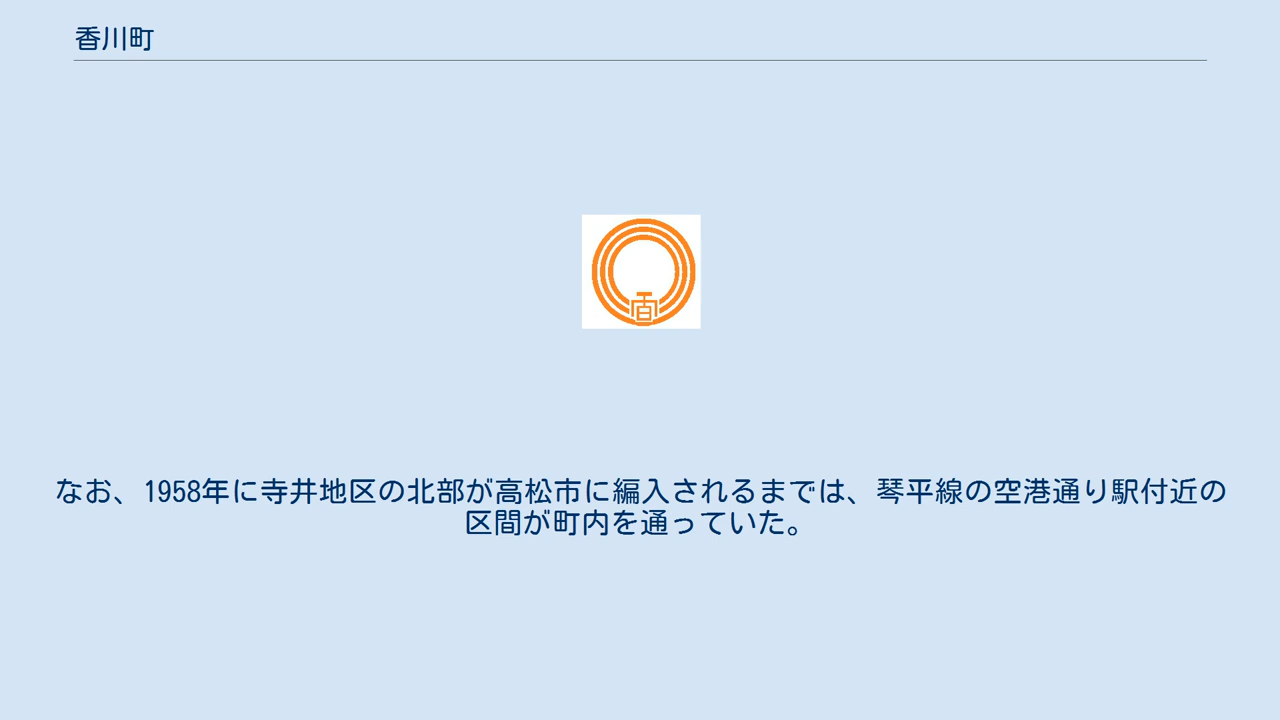 香川町
なお、1958年に寺井地区の北部が高松市に編入されるまでは、琴平線の空港通り駅付近の
区間が町内を通っていた。